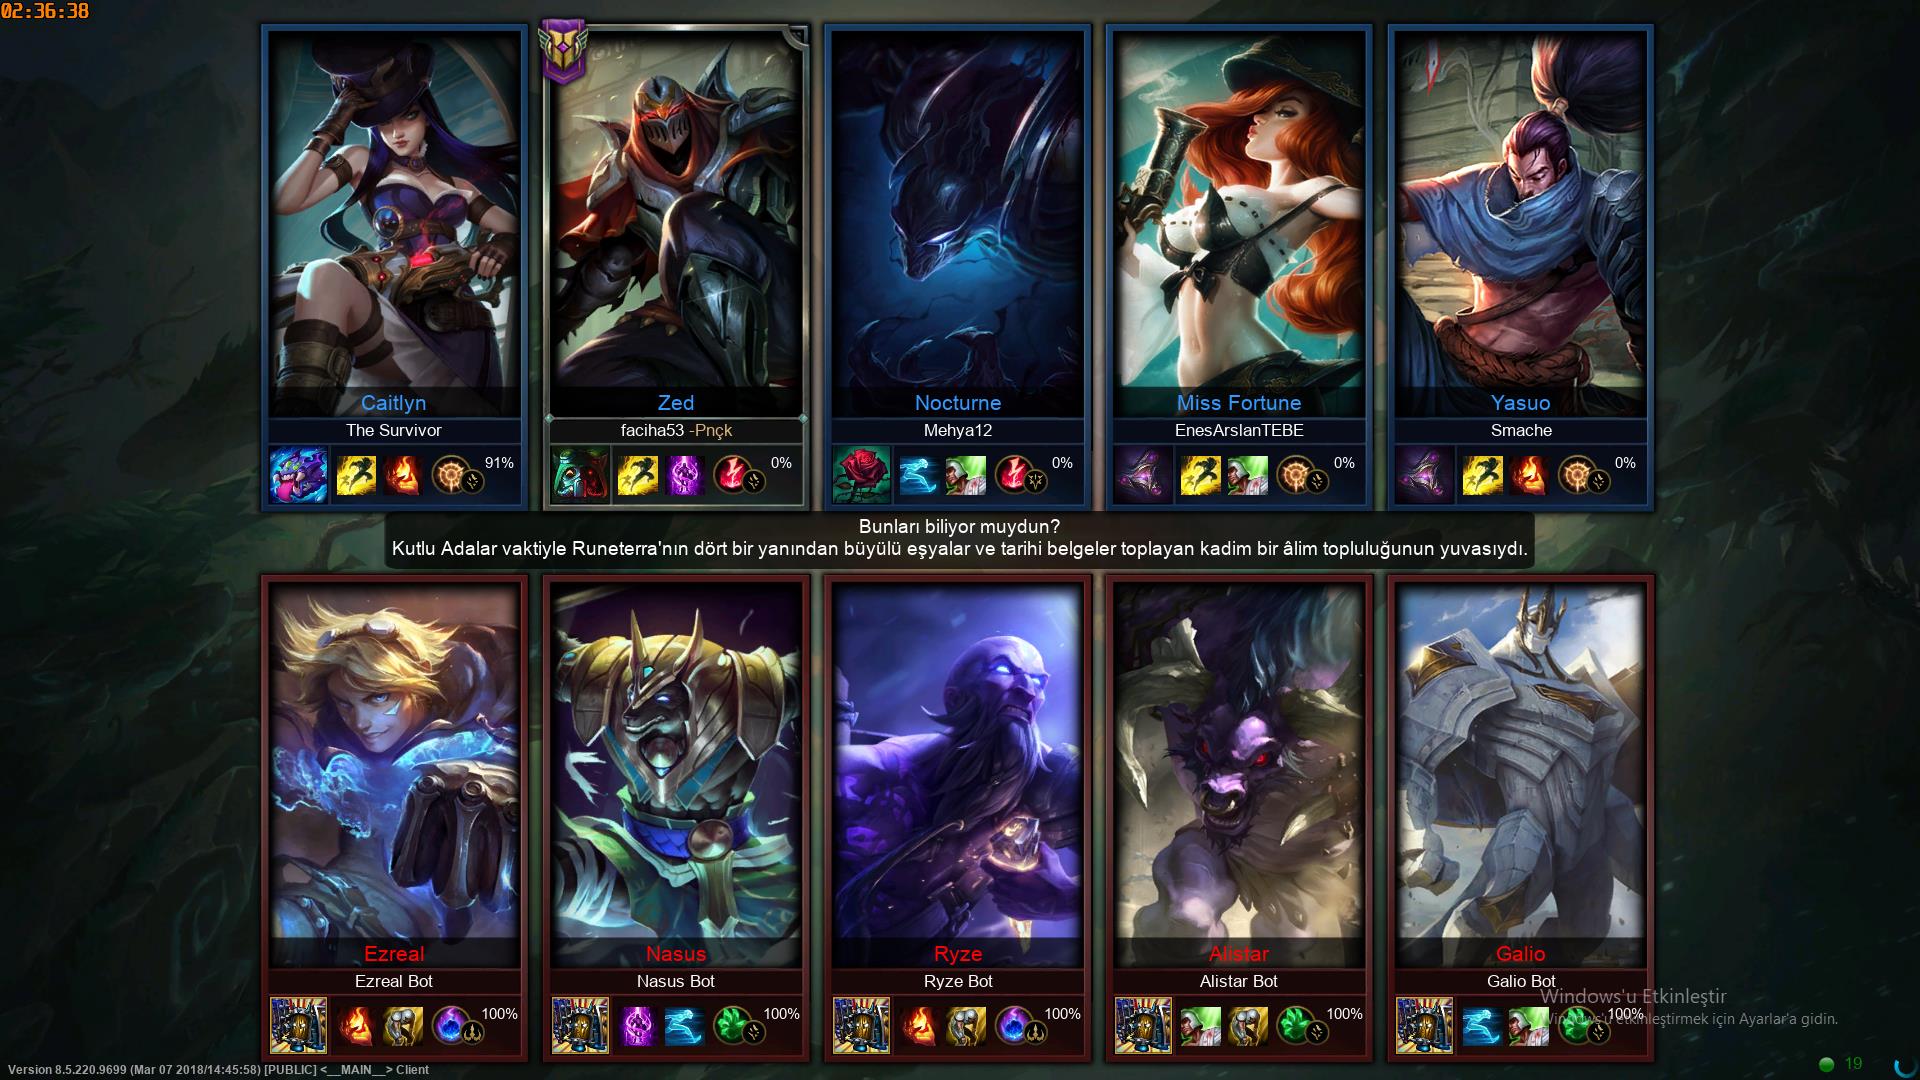 02:36:38
Caitlyn
The Survivor
91%
Zed
faciha53 -Pnçk
0%
Nocturne
Mehya12
0%
Miss Fortune
EnesArslanTEBE
0%
Yasuo
Smache
0%
Bunları biliyor muydun?
Kutlu Adalar vaktiyle Runeterra'nın dört bir yanından büyülü eşyalar ve tarihi belgeler toplayan kadim bir âlim topluluğunun yuvasıydı.
Ezreal
Ezreal Bot
100%
Nasus
Nasus Bot
100%
Ryze
Ryze Bot
100%
Alistar
Alistar Bot
100%
Galio
Galio Bot
100%
Windows'u Etkinleştir
Windows'u etkinleştirmek için Ayarlar'a gidin.
19
Version 8.5.220.9699 (Mar 07 2018/14:45:58) [PUBLIC] <__MAIN__> Client